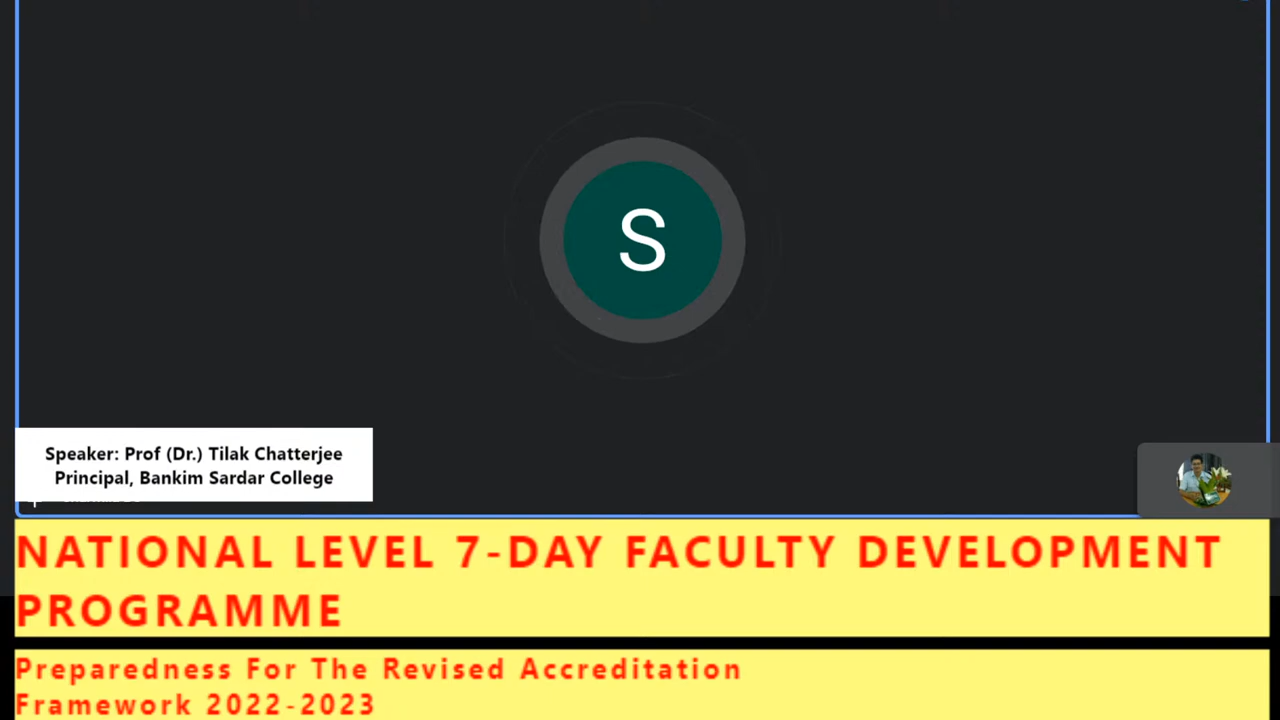 S
Speaker: Prof (Dr.) Tilak Chatterjee
Principal, Bankim Sardar College
NATIONAL LEVEL 7-DAY FACULTY DEVELOPMENT
PROGRAMME
Preparedness For The Revised Accreditation
Framework 2022-2023